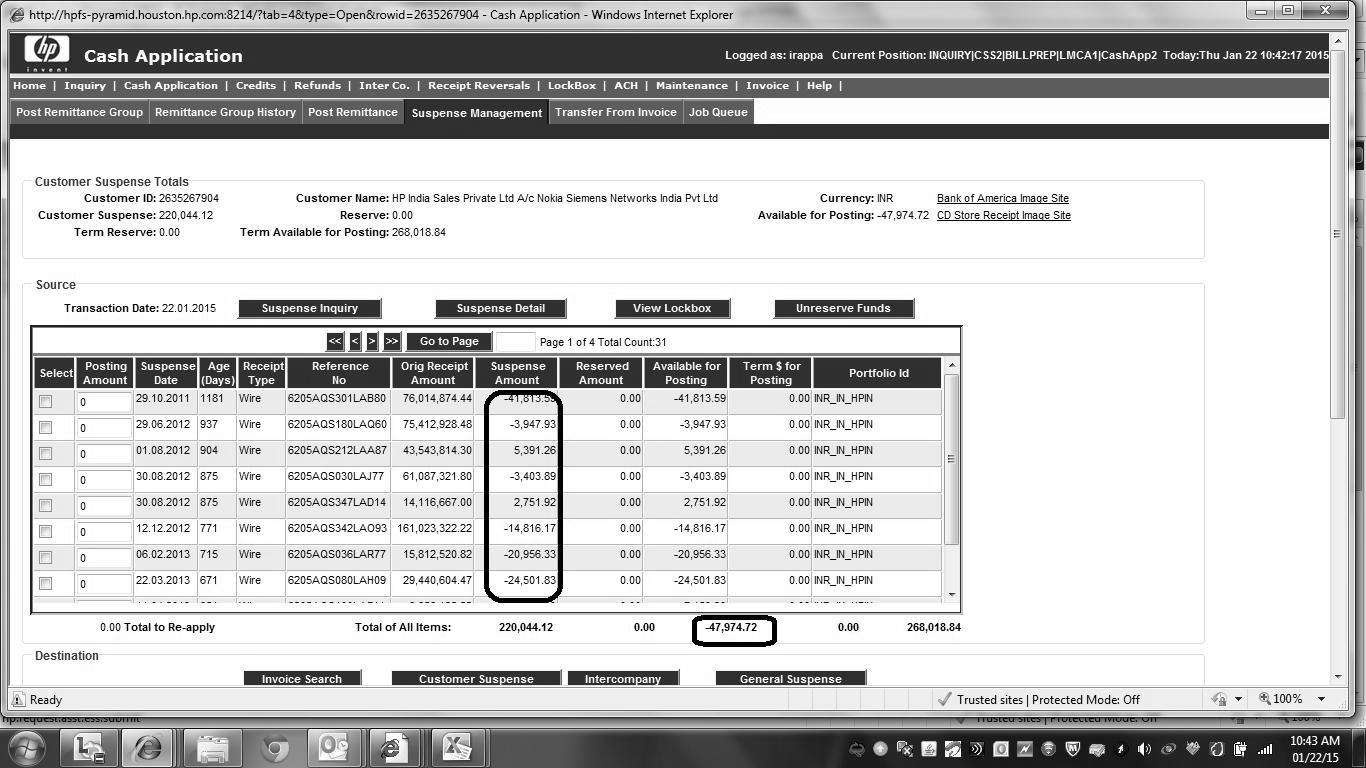 http://hpfs-pyramid.houston.hp.com:8214/?tab=4&type=Open&rowid=2635267904 - Cash Application - Windows Internet Explorer
hp Cash Application Logged as: irappa Current Position: INQUIRY|CSS2|BILLPREP|LMCA1|CashApp2 Today:Thu Jan 22 10:42:17 2015
invent
Home | Inquiry | Cash Application | Credits | Refunds | Inter Co. | Receipt Reversals | LockBox | ACH | Maintenance | Invoice | Help |
Post Remittance Group Remittance Group History Post Remittance Suspense Management Transfer From Invoice Job Queue
Customer Suspense Totals
Customer ID: 2635267904 Customer Name: HP India Sales Private Ltd A/c Nokia Siemens Networks India Pvt Ltd Currency: INR Bank of America Image Site
Customer Suspense: 220,044.12 Reserve: 0.00 Available for Posting: -47,974.72 CD Store Receipt Image Site
Term Reserve: 0.00 Term Available for Posting: 268,018.84
Source
Transaction Date: 22.01.2015 Suspense Inquiry Suspense Detail View Lockbox Unreserve Funds
<< < > >> Go to Page Page 1 of 4 Total Count:31
Select Posting Amount Suspense Date Age (Days) Receipt Type Reference No Orig Receipt Amount Suspense Amount Reserved Amount Available for Posting Term $ for Posting Portfolio Id
0 29.10.2011 1181 Wire 6205AQS301LAB80 76,014,874.44 -41,813.59 0.00 -41,813.59 0.00 INR_IN_HPIN
0 29.06.2012 937 Wire 6205AQS180LAQ60 75,412,928.48 -3,947.93 0.00 -3,947.93 0.00 INR_IN_HPIN
0 01.08.2012 904 Wire 6205AQS212LAA87 43,543,814.30 5,391.26 0.00 5,391.26 0.00 INR_IN_HPIN
0 30.08.2012 875 Wire 6205AQS030LAJ77 61,087,321.80 -3,403.89 0.00 -3,403.89 0.00 INR_IN_HPIN
0 30.08.2012 875 Wire 6205AQS347LAD14 14,116,667.00 2,751.92 0.00 2,751.92 0.00 INR_IN_HPIN
0 12.12.2012 771 Wire 6205AQS342LAO93 161,023,322.22 -14,816.17 0.00 -14,816.17 0.00 INR_IN_HPIN
0 06.02.2013 715 Wire 6205AQS036LAR77 15,812,520.82 -20,956.33 0.00 -20,956.33 0.00 INR_IN_HPIN
0 22.03.2013 671 Wire 6205AQS080LAH09 29,440,604.47 -24,501.83 0.00 -24,501.83 0.00 INR_IN_HPIN
0.00 Total to Re-apply Total of All Items: 220,044.12 0.00 -47,974.72 0.00 268,018.84
Destination
Invoice Search Customer Suspense Intercompany General Suspense
Ready Trusted sites | Protected Mode: Off 100%
hp.request.asst.ess.submit Trusted sites | Protected Mode: Off 100%
10:43 AM
01/22/15